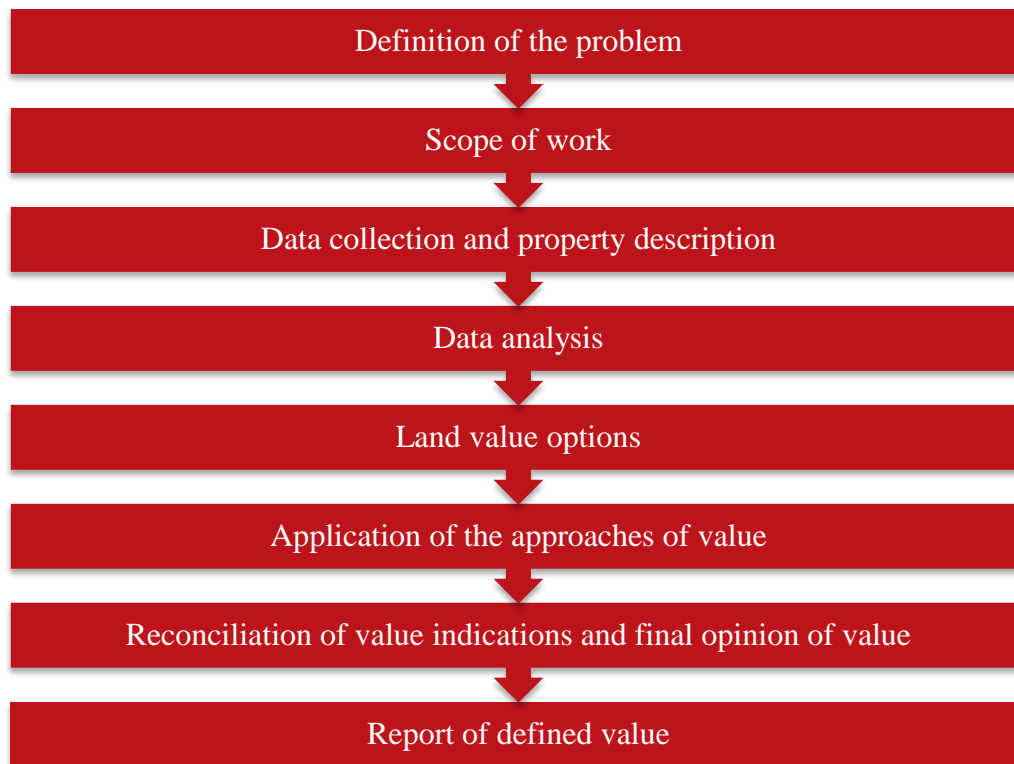 Definition of the problem
Scope of work
Data collection and property description
Data analysis
Land value options
Application of the approaches of value
Reconciliation of value indications and final opinion of value
Report of defined value